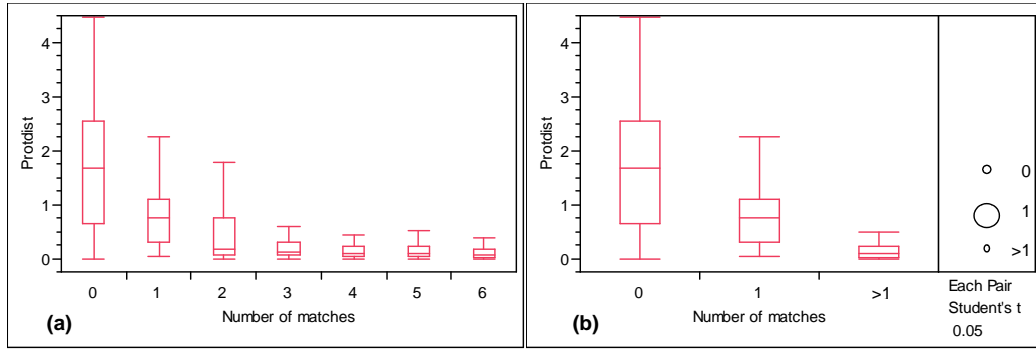 Protdist
4
3
2
1
0
0 1 2 3 4 5 6
(a) Number of matches
Protdist
4
3
2
1
0
0 1 >1
(b) Number of matches
0
1
>1
Each Pair
Student's t
0.05